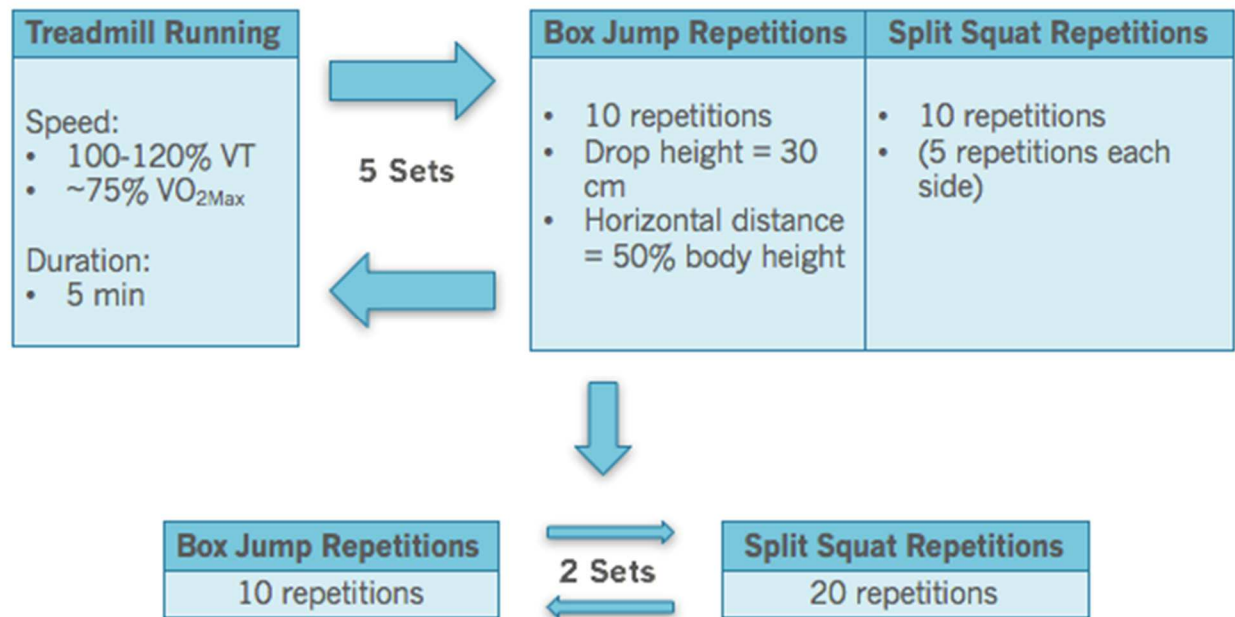 Treadmill Running
Speed:
• 100-120% VT
• ~75% VO₂Max
Duration:
• 5 min
5 Sets
Box Jump Repetitions
• 10 repetitions
• Drop height = 30
cm
• Horizontal distance
= 50% body height
Split Squat Repetitions
• 10 repetitions
• (5 repetitions each
side)
Box Jump Repetitions
10 repetitions
2 Sets
Split Squat Repetitions
20 repetitions